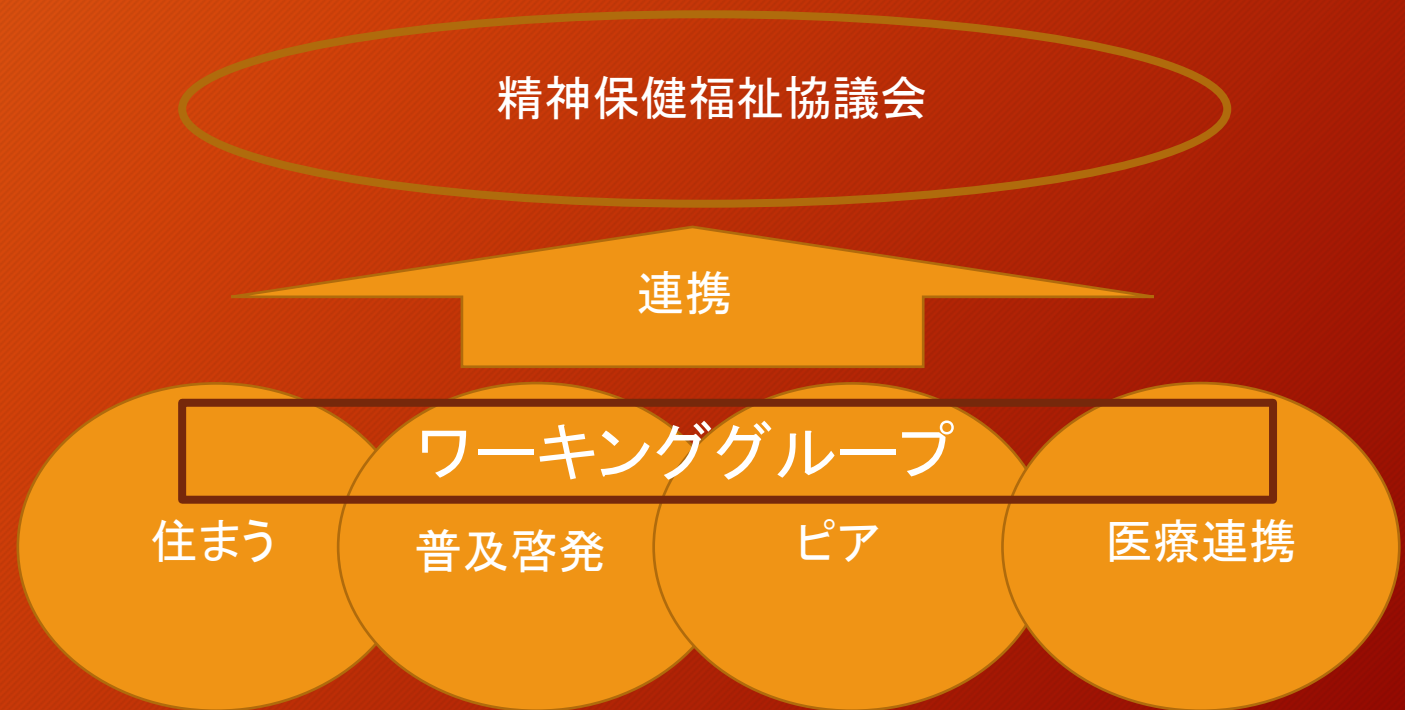 精神保健福祉協議会
連携
ワーキンググループ
住まう
普及啓発
ピア
医療連携